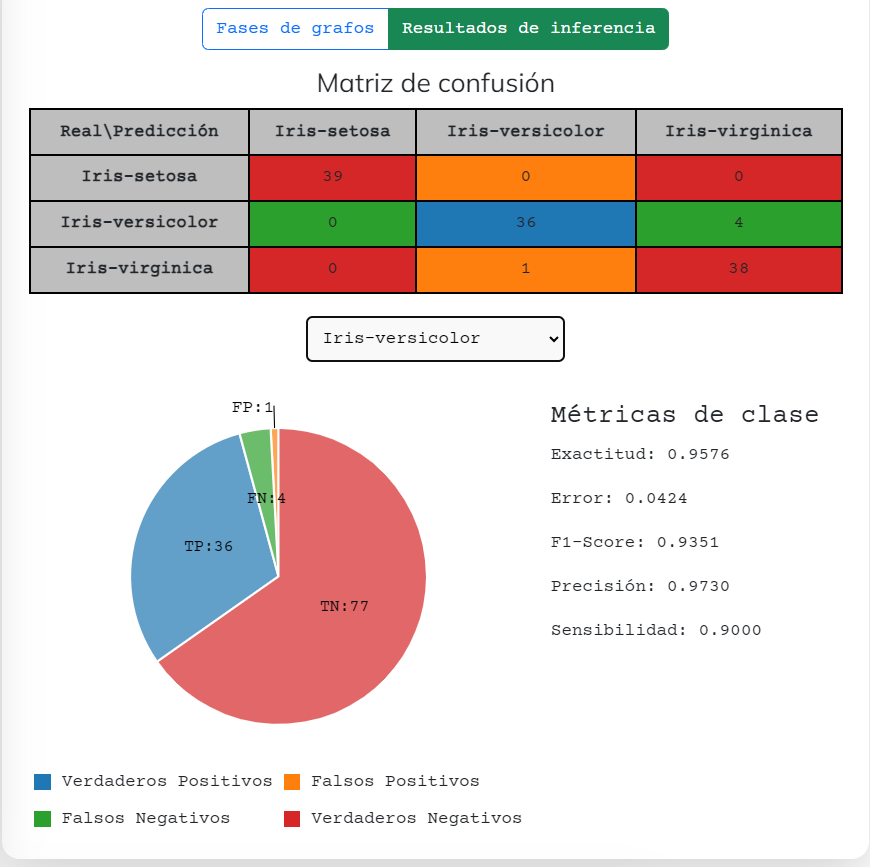 Fases de grafos Resultados de inferencia
Matriz de confusión
Real\Predicción Iris-setosa Iris-versicolor Iris-virginica
Iris-setosa 39 0 0
Iris-versicolor 0 36 4
Iris-virginica 0 1 38
Iris-versicolor
FP:1
FN:4
TP:36
TN:77
Métricas de clase
Exactitud: 0.9576
Error: 0.0424
F1-Score: 0.9351
Precisión: 0.9730
Sensibilidad: 0.9000
Verdaderos Positivos Falsos Positivos
Falsos Negativos Verdaderos Negativos